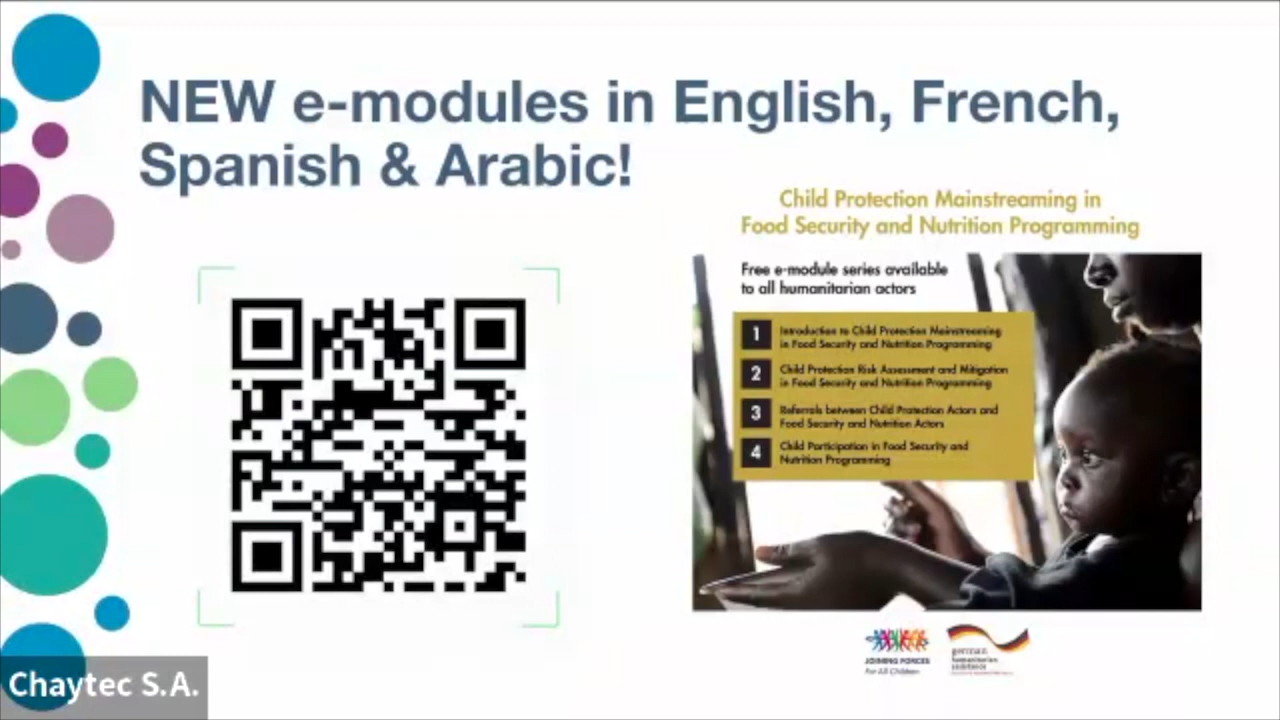 NEW e-modules in English, French,
Spanish & Arabic!
Child Protection Mainstreaming in
Food Security and Nutrition Programming
Free e-module series available
to all humanitarian actors
1 Introduction to Child Protection Mainstreaming
in Food Security and Nutrition Programming
2 Child Protection Risk Assessment and Mitigation
in Food Security and Nutrition Programming
3 Referrals between Child Protection Actors and
Food Security and Nutrition Actors
4 Child Participation in Food Security and
Nutrition Programming
JOINING FORCES
For All Children
german
humanitarian
assistance
Chaytec S.A.